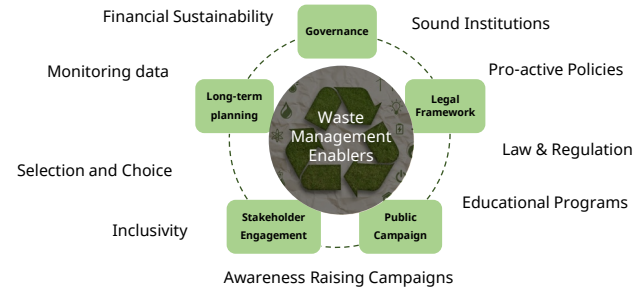 Financial Sustainability
Governance
Sound Institutions
Monitoring data
Pro-active Policies
Long-term
planning
Legal
Framework
Waste
Management
Enablers
Law & Regulation
Selection and Choice
Educational Programs
Stakeholder
Engagement
Public
Campaign
Inclusivity
Awareness Raising Campaigns